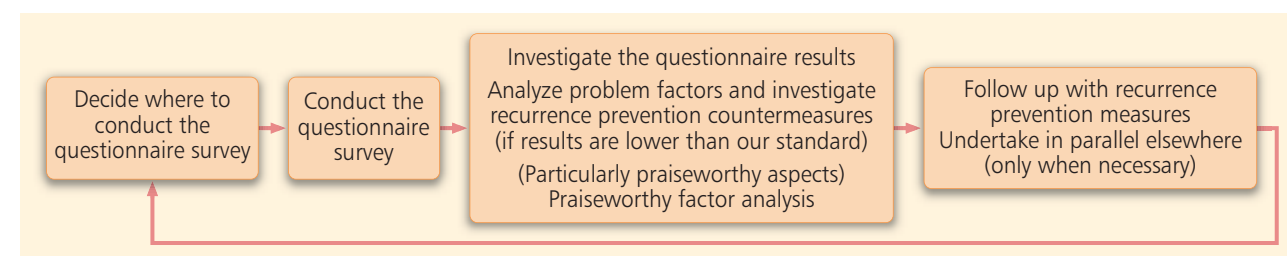 Decide where to
conduct the
questionnaire survey
Conduct the
questionnaire
survey
Investigate the questionnaire results
Analyze problem factors and investigate
recurrence prevention countermeasures
(if results are lower than our standard)
(Particularly praiseworthy aspects)
Praiseworthy factor analysis
Follow up with recurrence
prevention measures
Undertake in parallel elsewhere
(only when necessary)